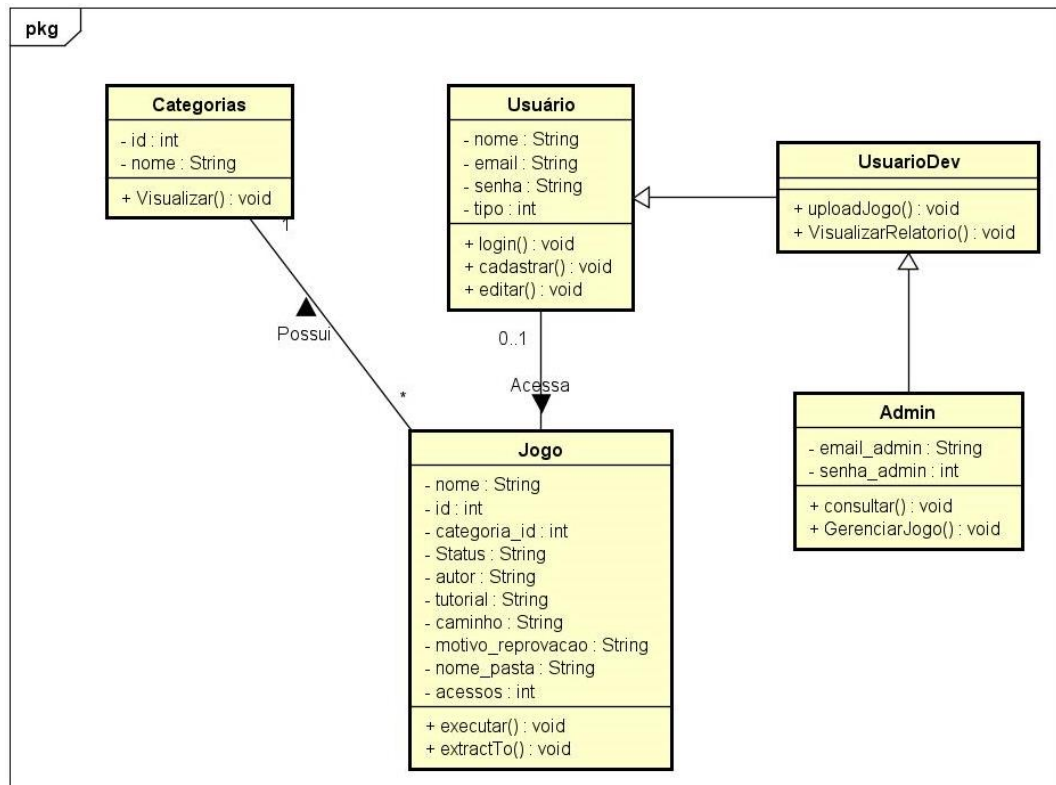 pkg
Categorias
- id : int
- nome : String
+ Visualizar() : void
1
Possui
*
Usuário
- nome : String
- email : String
- senha : String
- tipo : int
+ login() : void
+ cadastrar() : void
+ editar() : void
0..1
Acessa
UsuarioDev
+ uploadJogo() : void
+ VisualizarRelatorio() : void
Admin
- email_admin : String
- senha_admin : int
+ consultar() : void
+ GerenciarJogo() : void
Jogo
- nome : String
- id : int
- categoria_id : int
- Status : String
- autor : String
- tutorial : String
- caminho : String
- motivo_reprovacao : String
- nome_pasta : String
- acessos : int
+ executar() : void
+ extractTo() : void